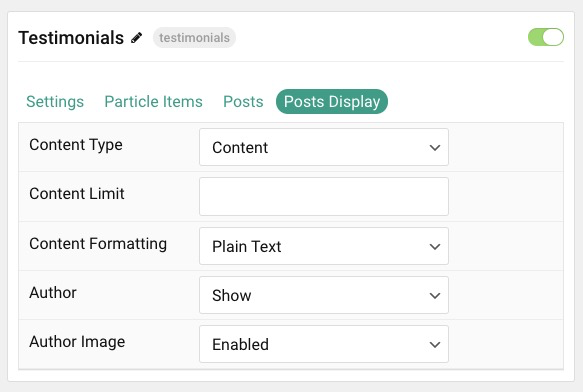 Testimonials testimonials
Settings Particle Items Posts Posts Display
Content Type Content
Content Limit
Content Formatting Plain Text
Author Show
Author Image Enabled